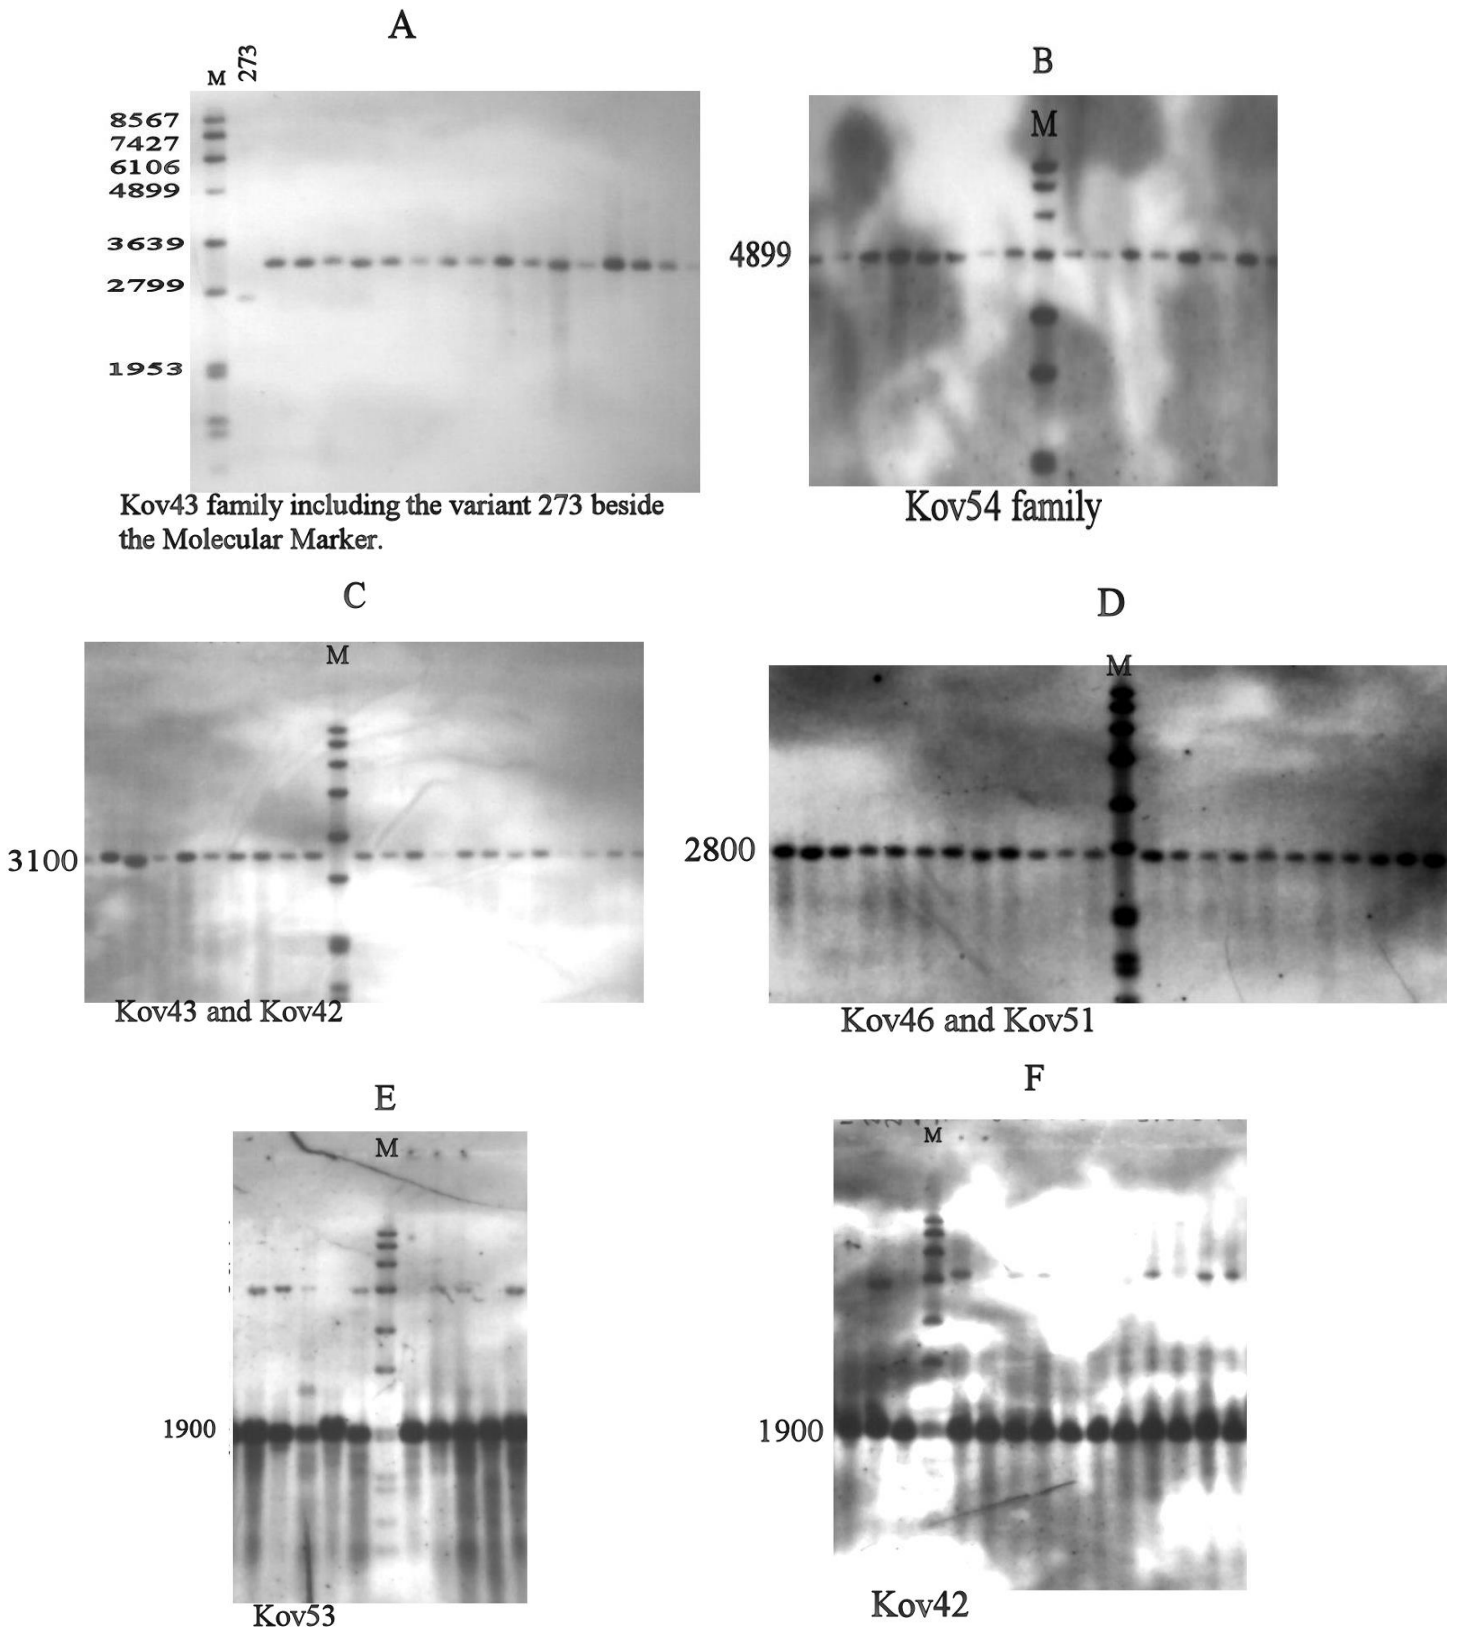 A
M 273
8567
7427
6106
4899
3639
2799
1953
Kov43 family including the variant 273 beside
the Molecular Marker.
B
M
4899
Kov54 family
C
M
3100
Kov43 and Kov42
D
M
2800
Kov46 and Kov51
E
M
1900
Kov53
F
M
1900
Kov42